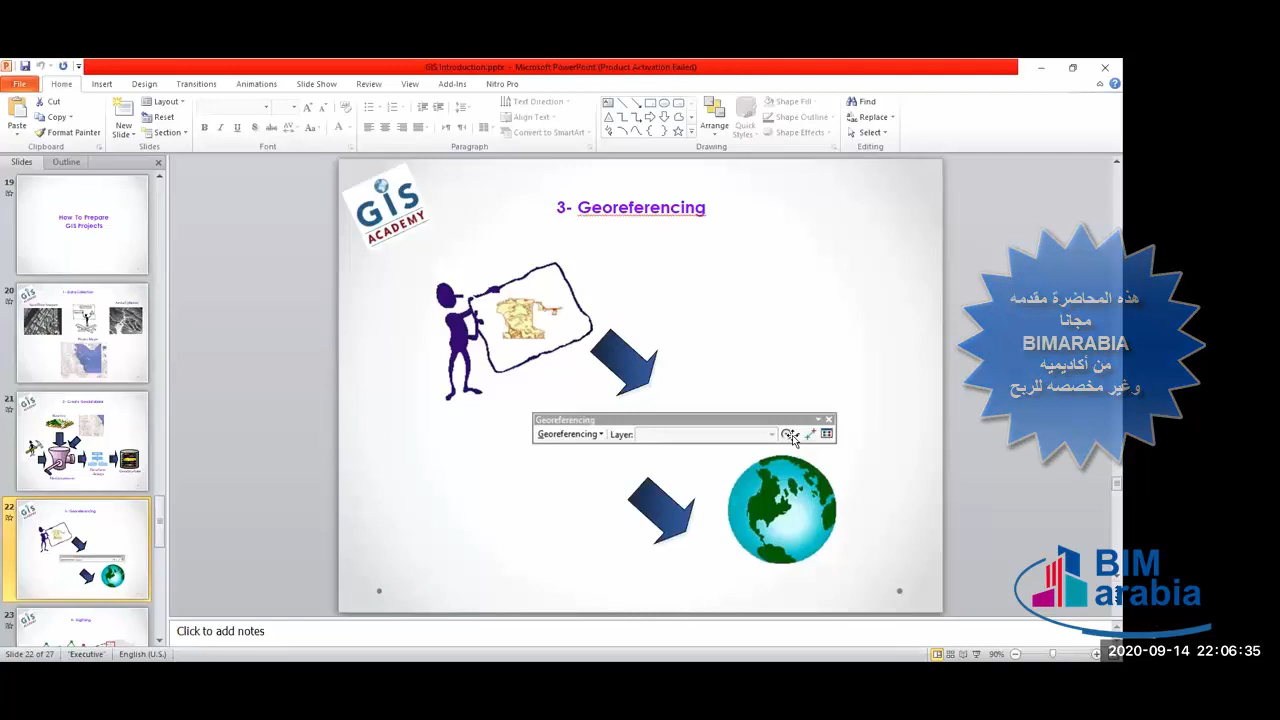 GIS Introduction.pptx - Microsoft PowerPoint (Product Activation Failed)
File Home Insert Design Transitions Animations Slide Show Review View Add-Ins Nitro Pro
Paste
Cut
Copy
Format Painter
Clipboard
New Slide
Layout
Reset
Section
Slides
Font
Text Direction
Align Text
Convert to SmartArt
Paragraph
Arrange
Quick Styles
Shape Fill
Shape Outline
Shape Effects
Drawing
Find
Replace
Select
Editing
Slides Outline
19
How To Prepare
GIS Projects
20
21
22
3- Georeferencing
23
GIS
ACADEMY
3- Georeferencing
Georeferencing
Georeferencing Layer:
هذه المحاضرة مقدمه
مجانا
BIMARABIA
من أكاديميه
وغير مخصصه للربح
BIM
arabia
Click to add notes
Slide 22 of 27 "Executive" English (U.S.) 90%
2020-09-14 22:06:35